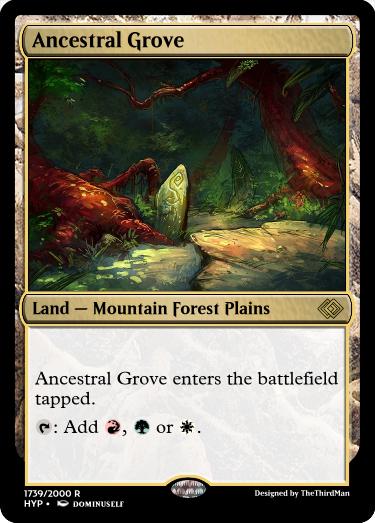 Ancestral Grove
Land — Mountain Forest Plains
Ancestral Grove enters the battlefield
tapped.
: Add , or .
1739/2000 R
HYP • DOMINUSELF
Designed by TheThirdMan